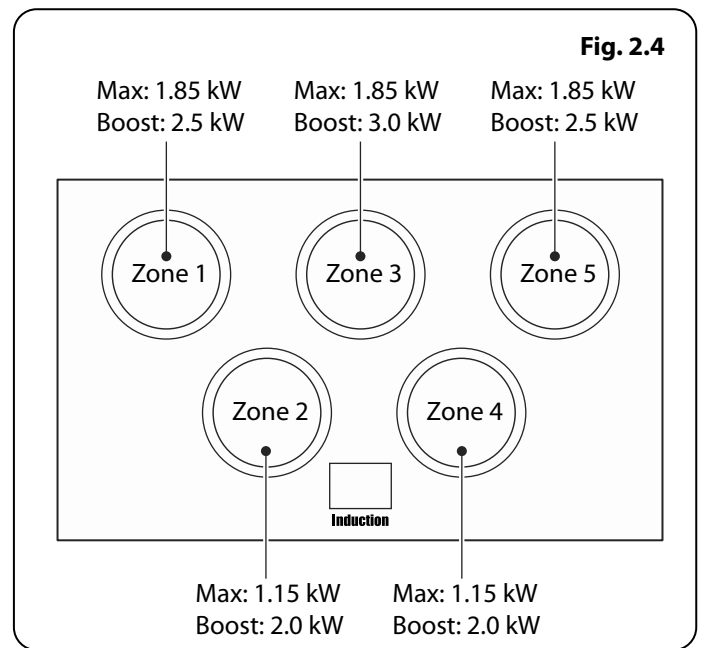 Fig. 2.4
Max: 1.85 kW
Boost: 2.5 kW
Max: 1.85 kW
Boost: 3.0 kW
Max: 1.85 kW
Boost: 2.5 kW
Zone 1
Zone 3
Zone 5
Zone 2
Zone 4
Induction
Max: 1.15 kW
Boost: 2.0 kW
Max: 1.15 kW
Boost: 2.0 kW